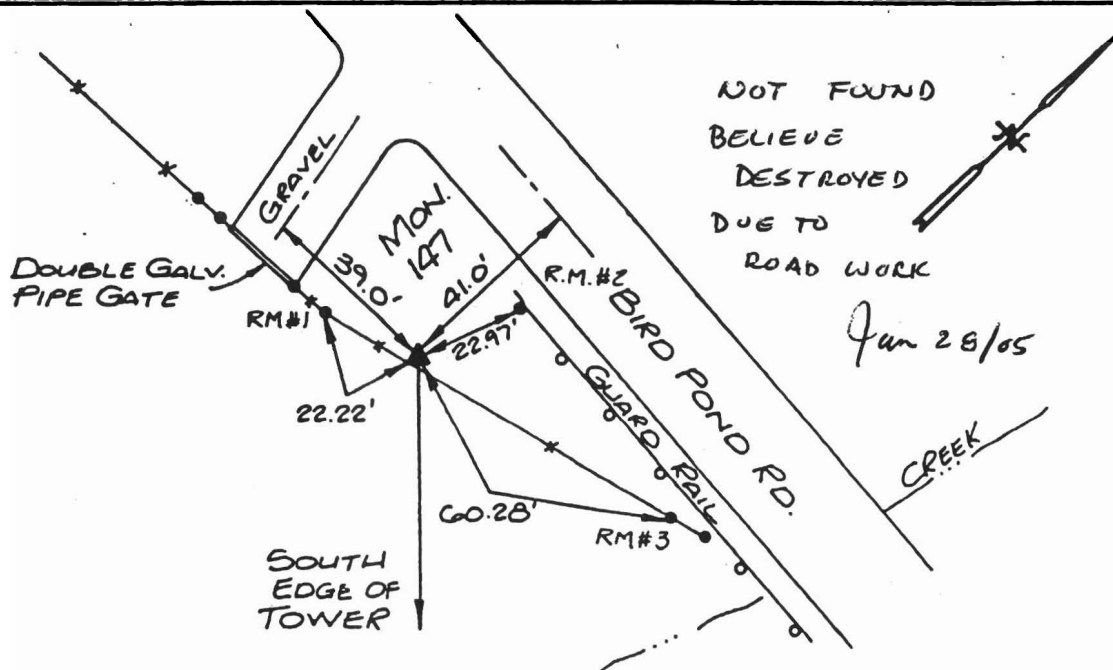 NOT FOUND
BELIEVE
DESTROYED
DUE TO
ROAD WORK
Jan 28/05
GRAVEL
MON.
147
39.0'
41.0'
R.M.#2
DOUBLE GALV.
PIPE GATE
RM#1
22.97'
22.22'
BIRD POND RD.
GUARD RAIL
CREEK
60.28'
RM#3
SOUTH
EDGE OF
TOWER